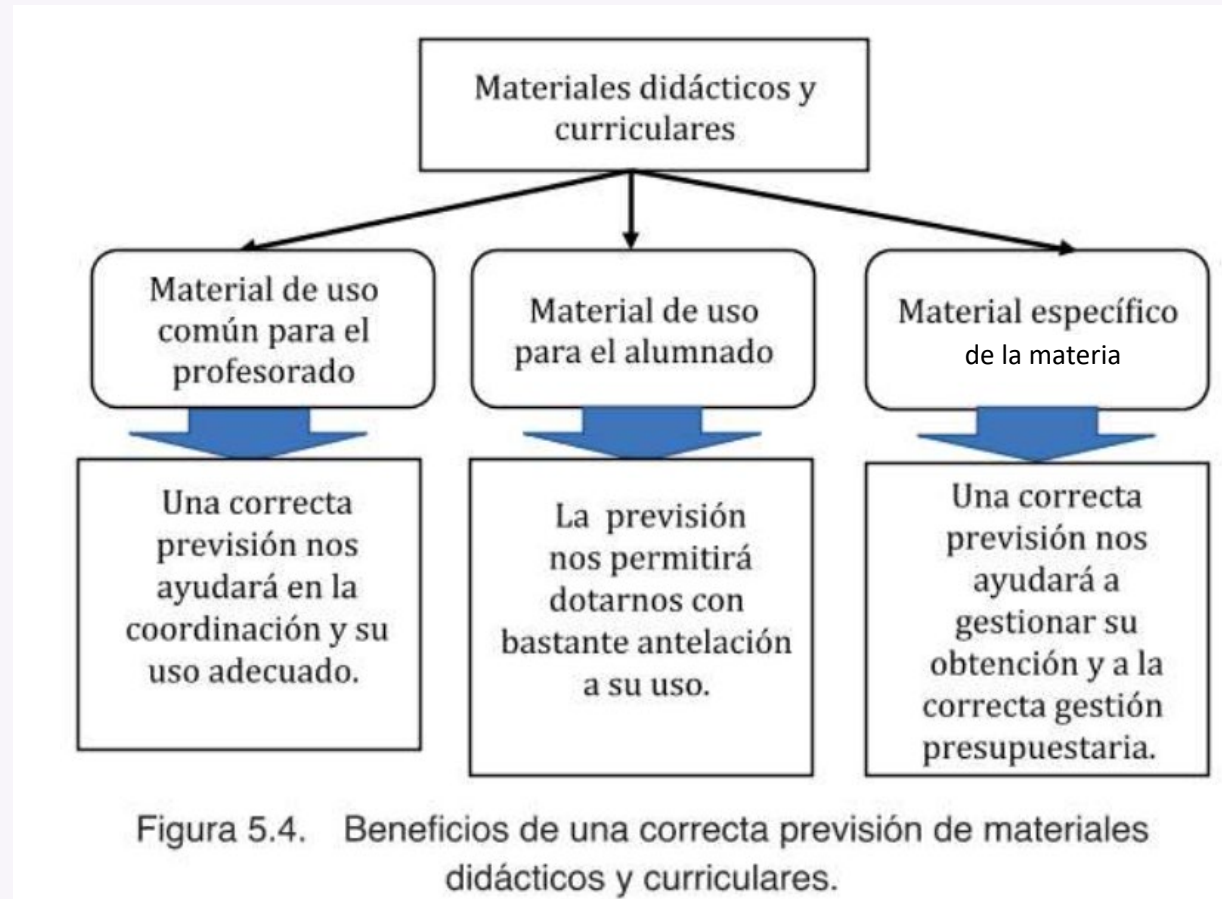 Materiales didácticos y
curriculares
Material de uso
común para el
profesorado
Material de uso
para el alumnado
Material específico
de la materia
Una correcta
previsión nos
ayudará en la
coordinación y su
uso adecuado.
La previsión
nos permitirá
dotarnos con
bastante antelación
a su uso.
Una correcta
previsión nos
ayudará a
gestionar su
obtención y a la
correcta gestión
presupuestaria.
Figura 5.4. Beneficios de una correcta previsión de materiales
didácticos y curriculares.